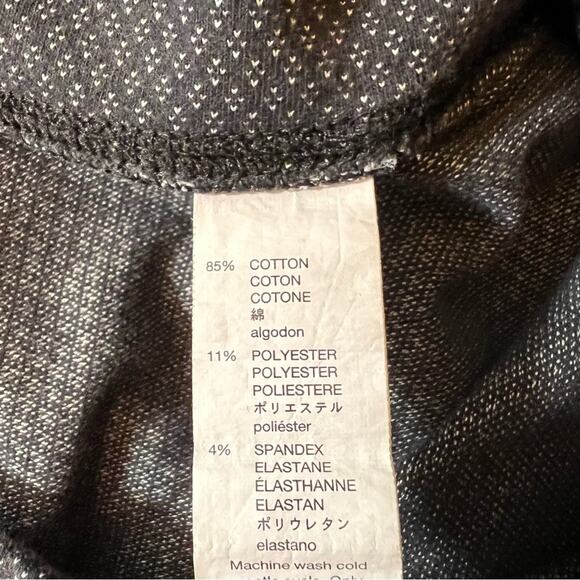 85% COTTON
COTON
COTONE
綿
algodon
11% POLYESTER
POLYESTER
POLIESTERE
ポリエステル
poliéster
4% SPANDEX
ELASTANE
ÉLASTHANNE
ELASTAN
ポリウレタン
elastano
Machine wash cold
Only